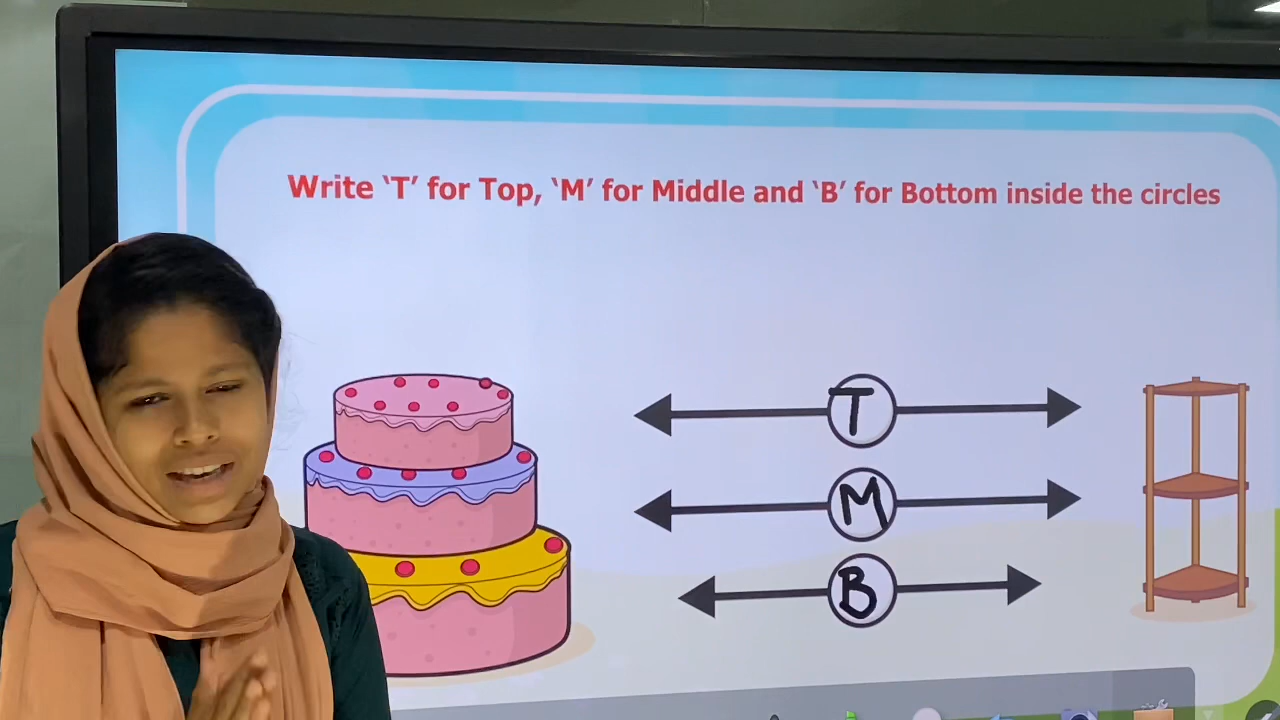 Write ‘T’ for Top, ‘M’ for Middle and ‘B’ for Bottom inside the circles
T
M
B